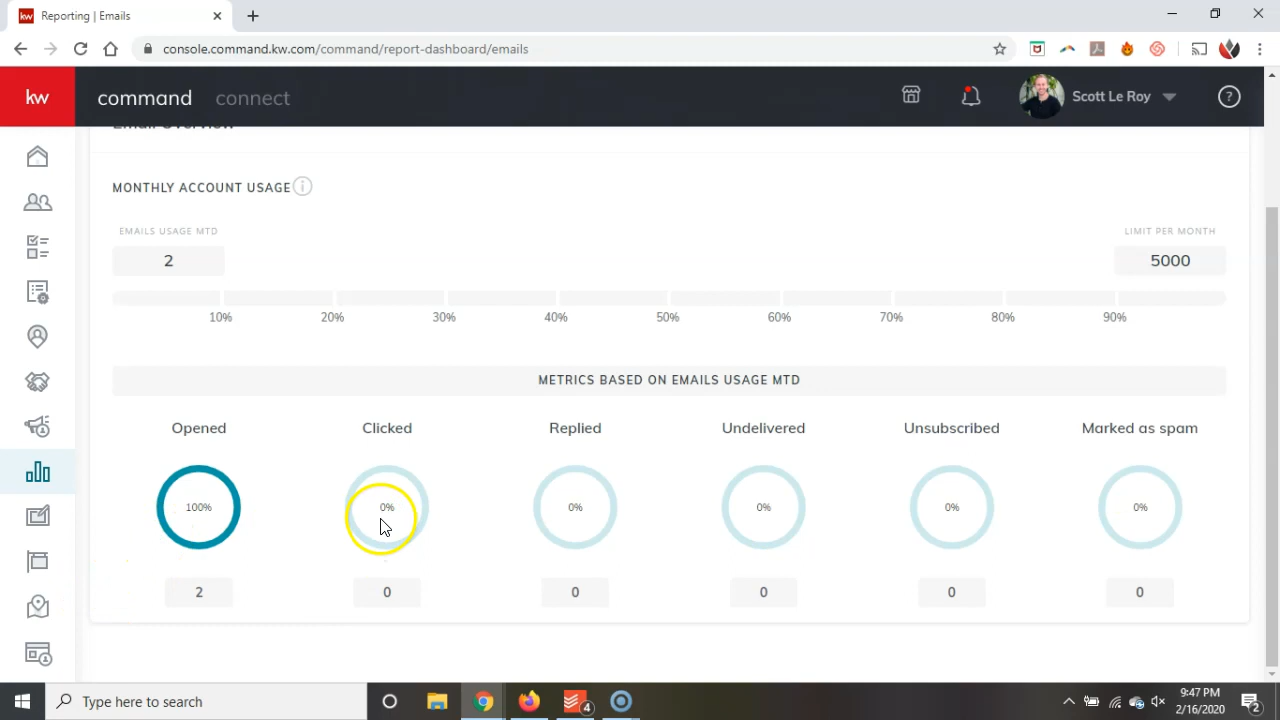 kw Reporting | Emails
console.command.kw.com/command/report-dashboard/emails
kw command connect Scott Le Roy ?
Email Overview
MONTHLY ACCOUNT USAGE i
EMAILS USAGE MTD LIMIT PER MONTH
2 5000
10% 20% 30% 40% 50% 60% 70% 80% 90%
METRICS BASED ON EMAILS USAGE MTD
Opened Clicked Replied Undelivered Unsubscribed Marked as spam
100% 0% 0% 0% 0% 0%
2 0 0 0 0 0
Type here to search 4 9:47 PM
2/16/2020 2